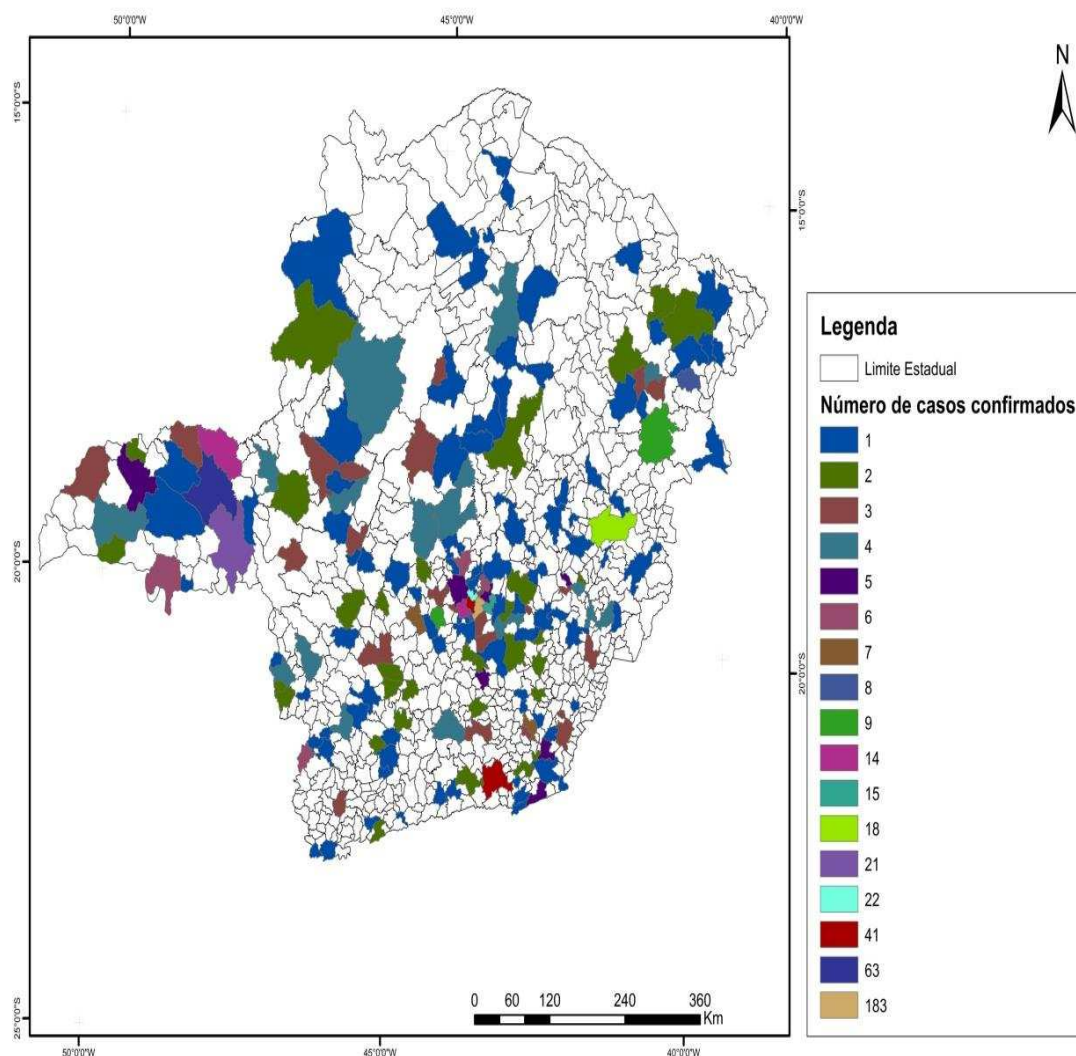 50°0'0"W
45°0'0"W
40°0'0"W
N
15°0'0"S
15°0'0"S
Legenda
Limite Estadual
Número de casos confirmados
1
2
3
4
5
6
7
8
9
14
15
18
21
22
41
63
183
20°0'0"S
20°0'0"S
25°0'0"S
0 60 120 240 360
Km
50°0'0"W
45°0'0"W
40°0'0"W